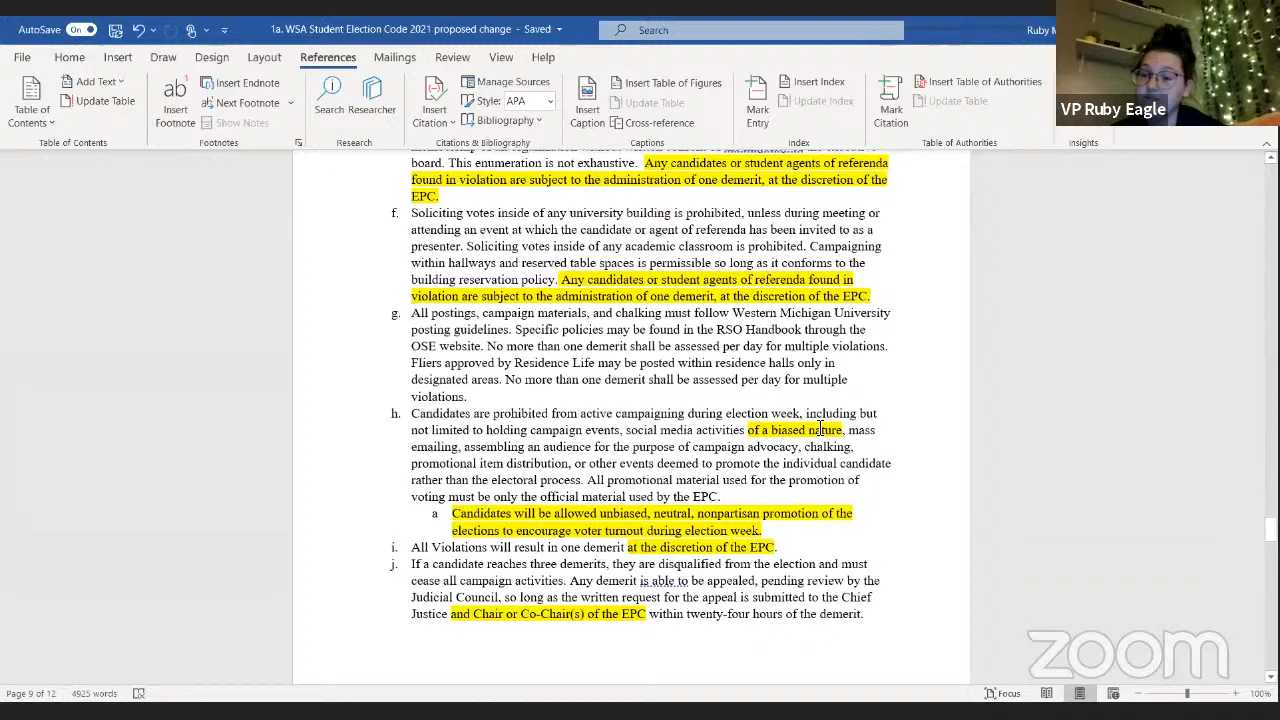 AutoSave On 1a. WSA Student Election Code 2021 proposed change - Saved Search Ruby M
File Home Insert Draw Design Layout References Mailings Review View Help
Table of Contents Add Text Update Table Insert Footnote Insert Endnote Next Footnote Show Notes Search Researcher Insert Citation Manage Sources Style: APA Bibliography Insert Caption Insert Table of Figures Update Table Cross-reference Mark Entry Insert Index Update Index Mark Citation Insert Table of Authorities Update Table
Table of Contents Footnotes Research Citations & Bibliography Captions Index Table of Authorities Insights
VP Ruby Eagle
board. This enumeration is not exhaustive. Any candidates or student agents of referenda
found in violation are subject to the administration of one demerit, at the discretion of the
EPC.
f. Soliciting votes inside of any university building is prohibited, unless during meeting or
attending an event at which the candidate or agent of referenda has been invited to as a
presenter. Soliciting votes inside of any academic classroom is prohibited. Campaigning
within hallways and reserved table spaces is permissible so long as it conforms to the
building reservation policy. Any candidates or student agents of referenda found in
violation are subject to the administration of one demerit, at the discretion of the EPC.
g. All postings, campaign materials, and chalking must follow Western Michigan University
posting guidelines. Specific policies may be found in the RSO Handbook through the
OSE website. No more than one demerit shall be assessed per day for multiple violations.
Fliers approved by Residence Life may be posted within residence halls only in
designated areas. No more than one demerit shall be assessed per day for multiple
violations.
h. Candidates are prohibited from active campaigning during election week, including but
not limited to holding campaign events, social media activities of a biased nature, mass
emailing, assembling an audience for the purpose of campaign advocacy, chalking,
promotional item distribution, or other events deemed to promote the individual candidate
rather than the electoral process. All promotional material used for the promotion of
voting must be only the official material used by the EPC.
a Candidates will be allowed unbiased, neutral, nonpartisan promotion of the
elections to encourage voter turnout during election week.
i. All Violations will result in one demerit at the discretion of the EPC.
j. If a candidate reaches three demerits, they are disqualified from the election and must
cease all campaign activities. Any demerit is able to be appealed, pending review by the
Judicial Council, so long as the written request for the appeal is submitted to the Chief
Justice and Chair or Co-Chair(s) of the EPC within twenty-four hours of the demerit.
zoom
Page 9 of 12 4925 words Focus 100%